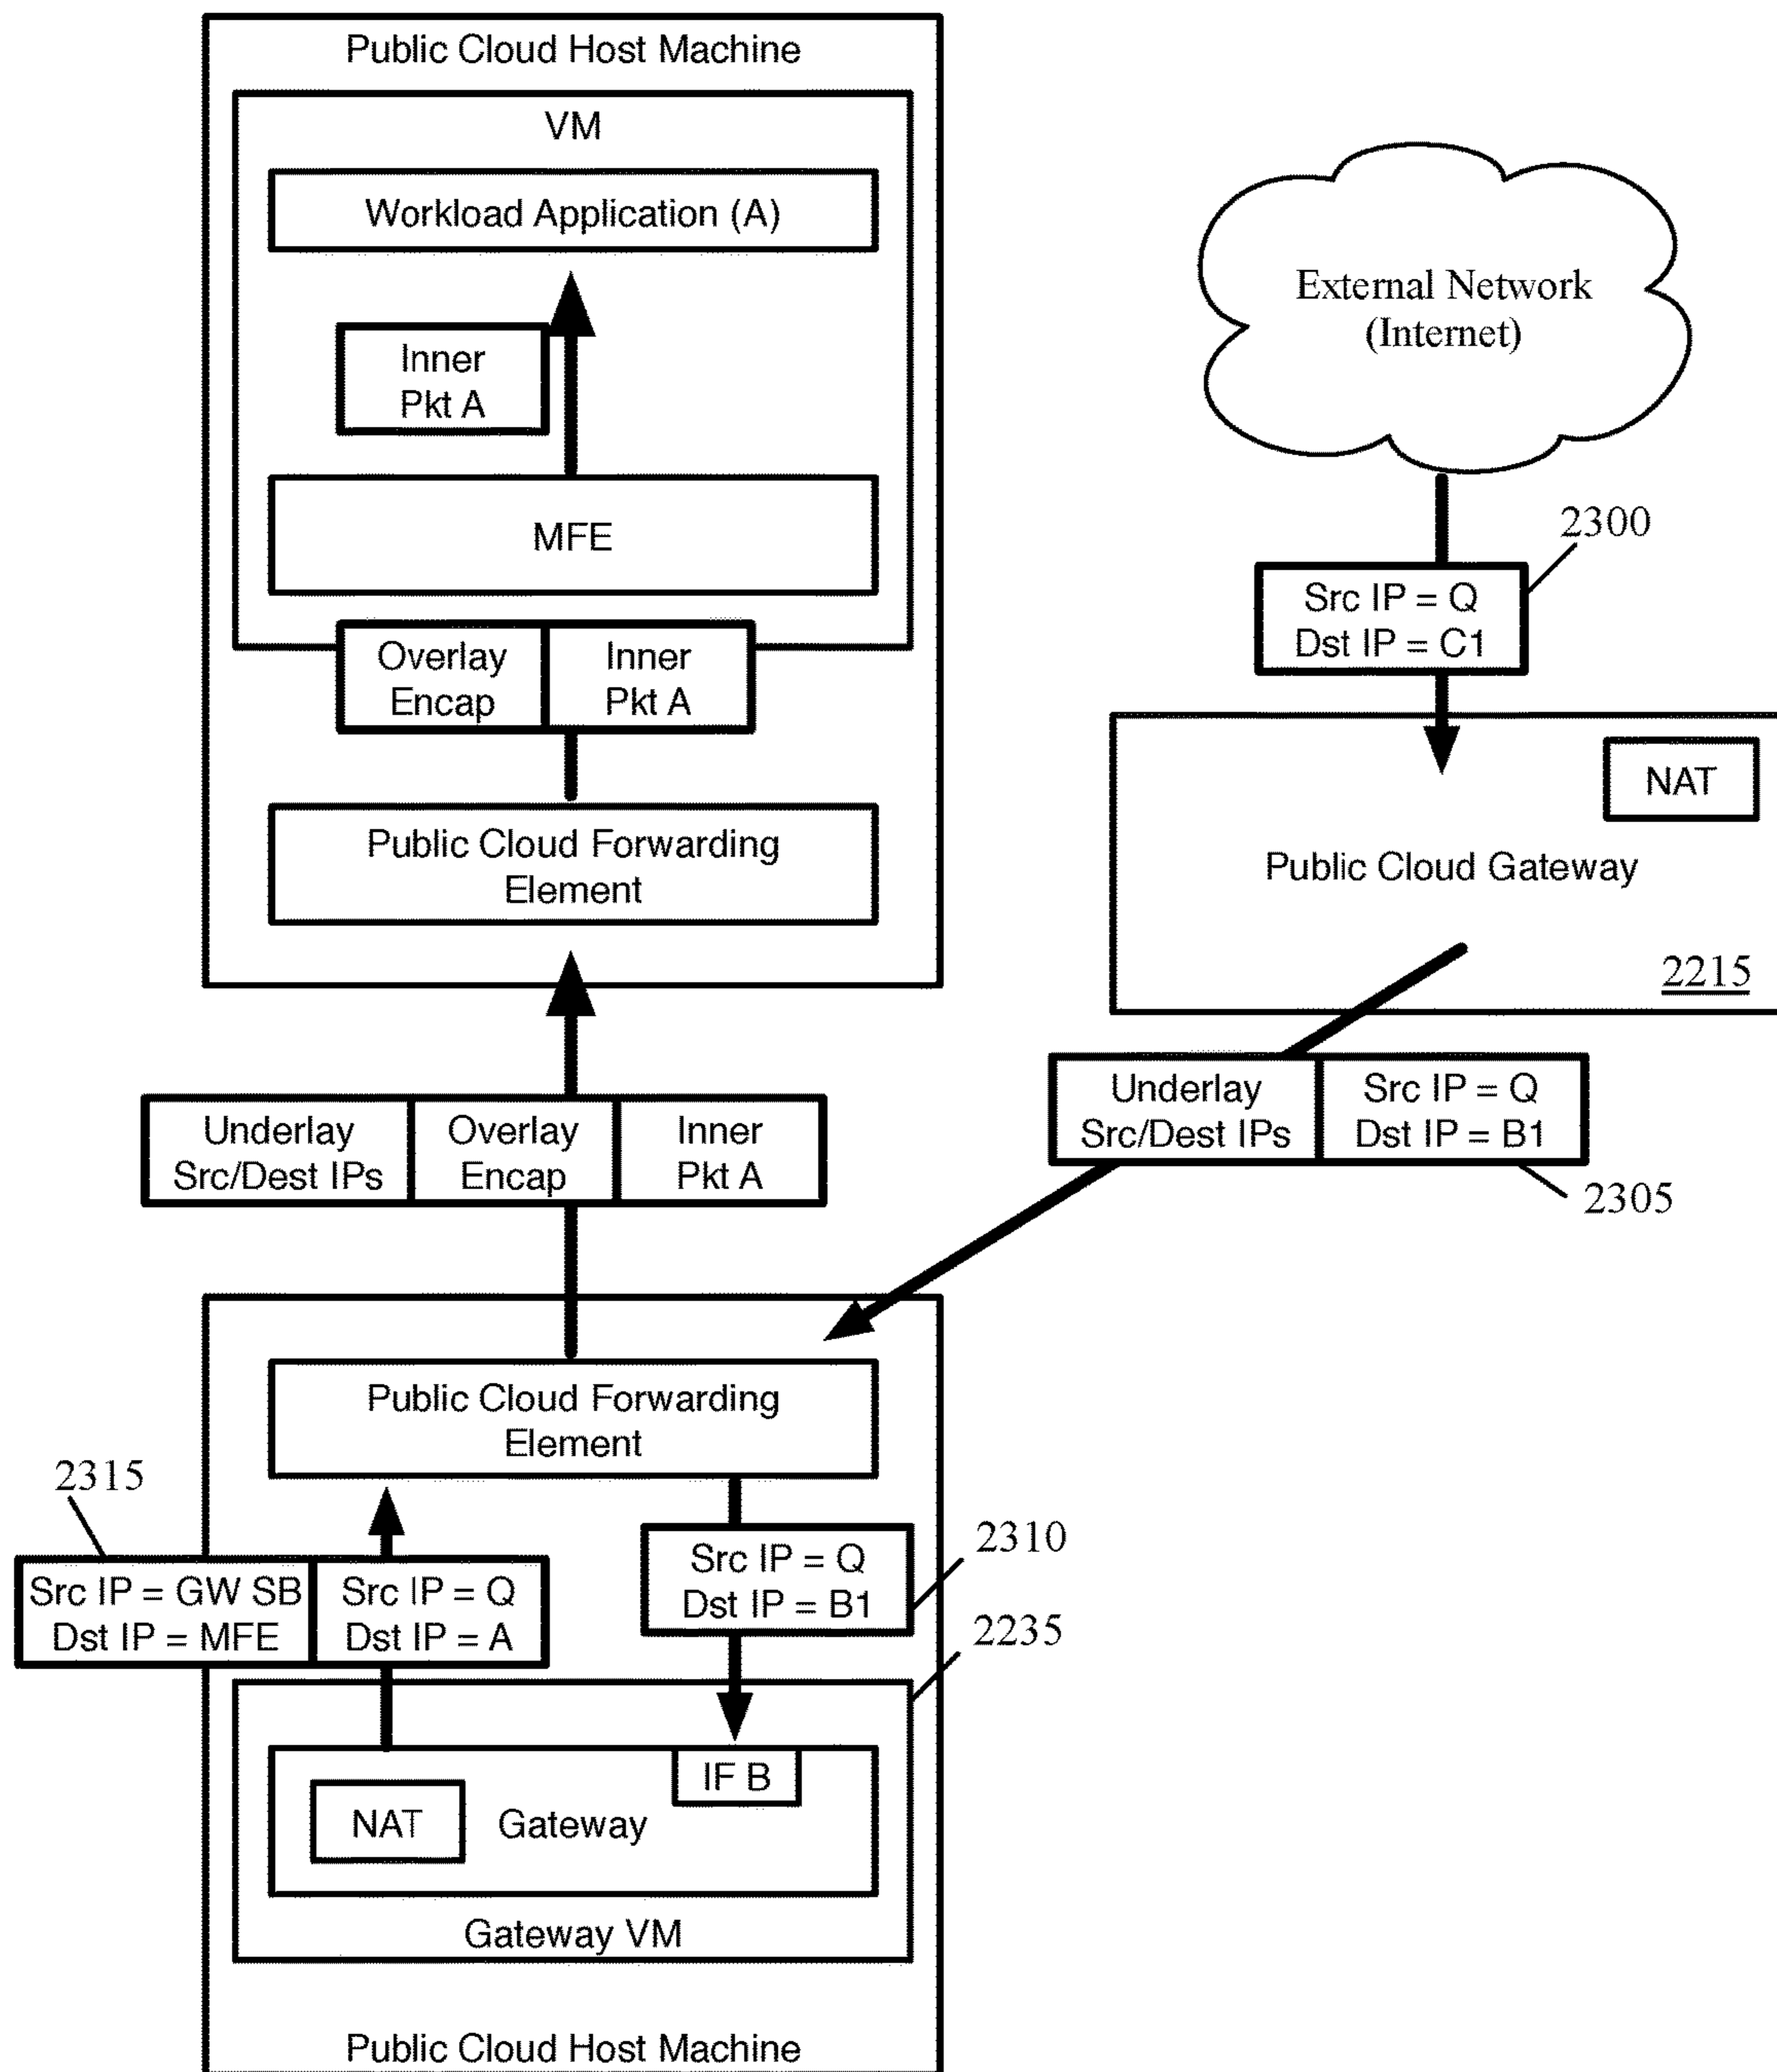 Public Cloud Host Machine
VM
Workload Application (A)
Inner
Pkt A
MFE
Overlay
Encap
Inner
Pkt A
Public Cloud Forwarding
Element
External Network
(Internet)
2300
Src IP = Q
Dst IP = C1
NAT
Public Cloud Gateway
2215
Underlay
Src/Dest IPs
Src IP = Q
Dst IP = B1
2305
Underlay
Src/Dest IPs
Overlay
Encap
Inner
Pkt A
Public Cloud Forwarding
Element
2315
Src IP = GW SB
Dst IP = MFE
Src IP = Q
Dst IP = A
Src IP = Q
Dst IP = B1
2310
2235
IF B
NAT
Gateway
Gateway VM
Public Cloud Host Machine